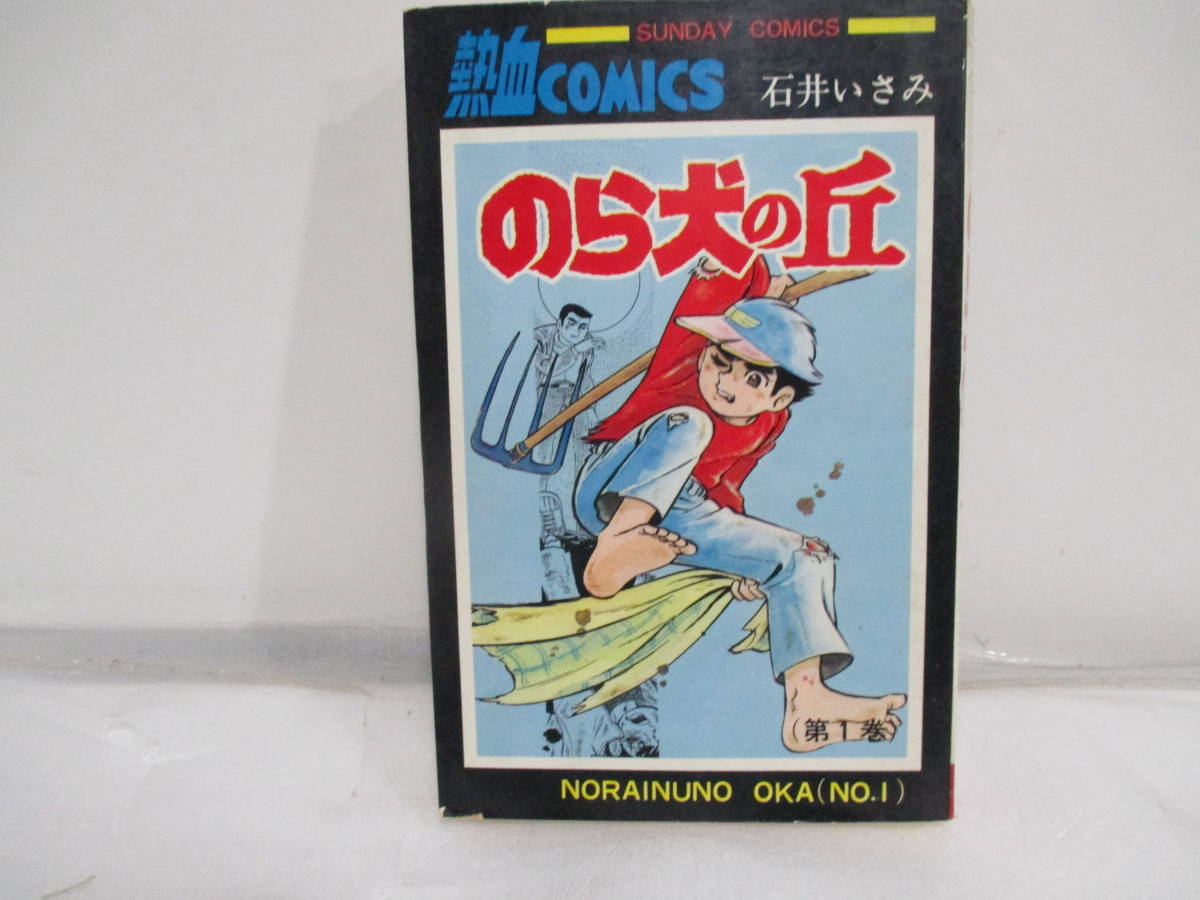 SUNDAY COMICS
熱血COMICS
石井いさみ
のら犬の丘
(第1巻)
NORAINUNO OKA(NO.1)